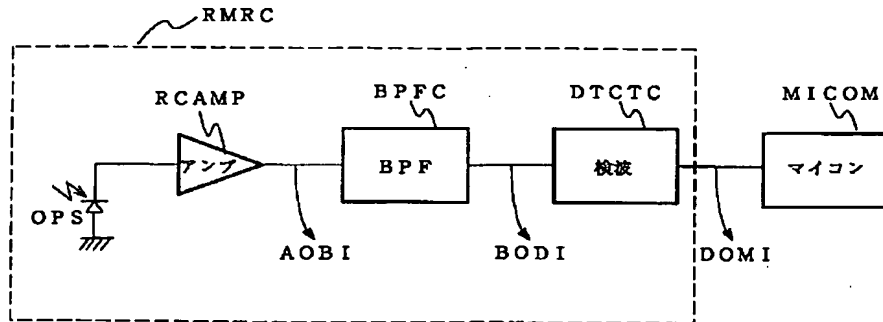 RMRC
RCAMP
BPFC
DTCTC
MICOM
アンプ
BPF
検波
マイコン
OPS
AOBI
BODI
DOMI